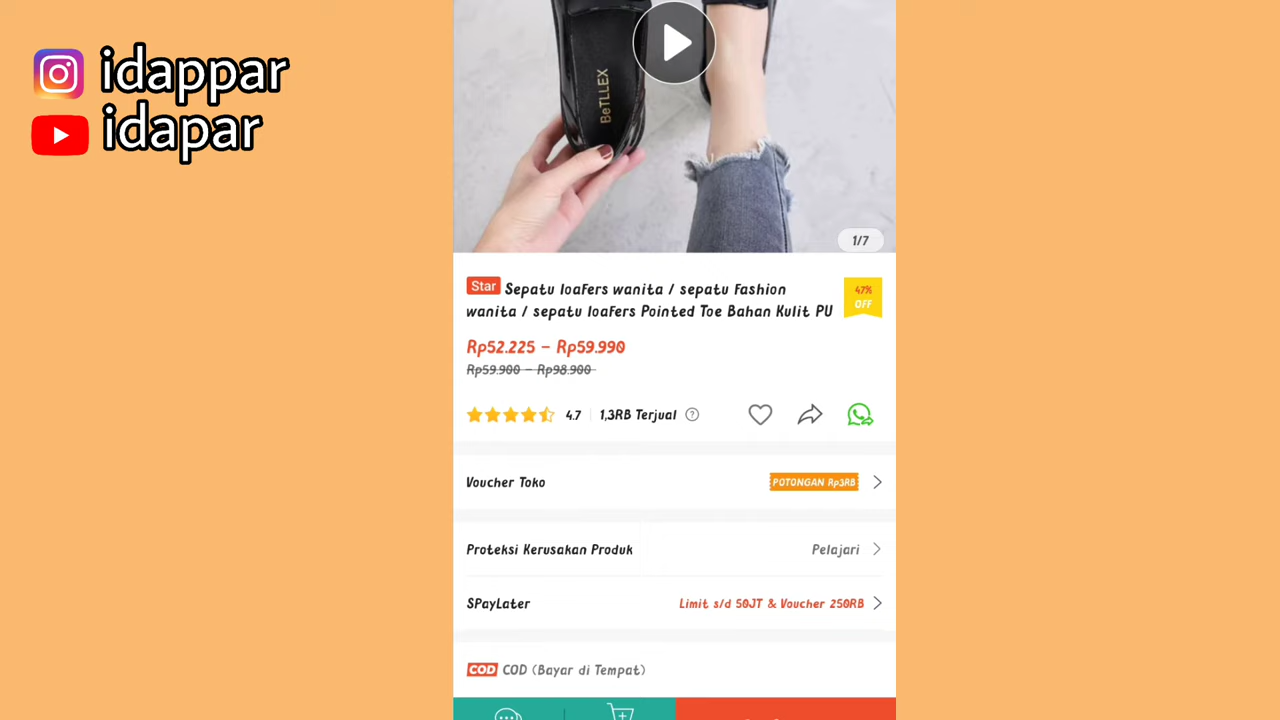 idappar
idapar
BeTLLEX
1/7
Star Sepatu loafers wanita / sepatu Fashion
wanita / sepatu loafers Pointed Toe Bahan Kulit PU
47%
OFF
Rp52.225 - Rp59.990
Rp59.900 - Rp98.900
4.7 1,3RB Terjual ?
Voucher Toko POTONGAN Rp3RB
Proteksi Kerusakan Produk Pelajari
SPayLater Limit s/d 50JT & Voucher 250RB
COD COD (Bayar di Tempat)